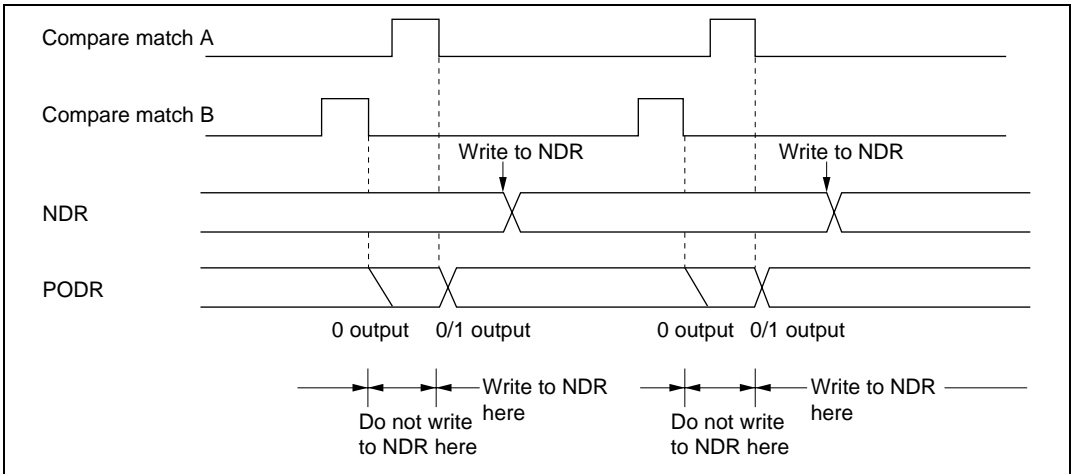 Compare match A
Compare match B
Write to NDR
Write to NDR
NDR
PODR
0 output
0/1 output
0 output
0/1 output
Write to NDR
here
Do not write
to NDR here
Write to NDR
here
Do not write
to NDR here